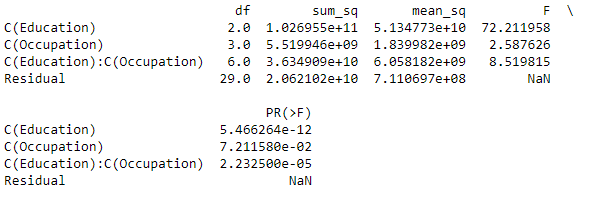 df sum_sq mean_sq F \
C(Education) 2.0 1.026955e+11 5.134773e+10 72.211958
C(Occupation) 3.0 5.519946e+09 1.839982e+09 2.587626
C(Education):C(Occupation) 6.0 3.634909e+10 6.058182e+09 8.519815
Residual 29.0 2.062102e+10 7.110697e+08 NaN
PR(>F)
C(Education) 5.466264e-12
C(Occupation) 7.211580e-02
C(Education):C(Occupation) 2.232500e-05
Residual NaN